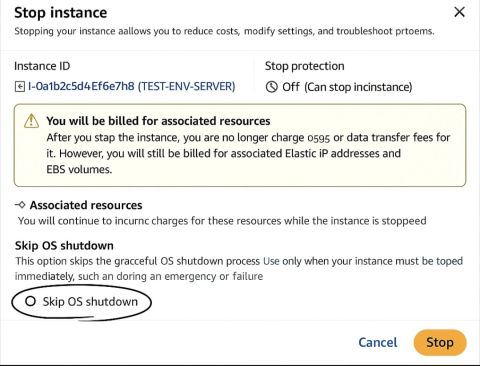 Stop instance
Stopping your instance aallows you to reduce costs, modify settings, and troubleshoot prtoems.
Instance ID
I-0a1b2c5d4Ef6e7h8 (TEST-ENV-SERVER)
Stop protection
Off (Can stop incinstance)
You will be billed for associated resources
After you stap the instance, you are no longer charge 0595 or data transfer fees for
it. However, you will still be billed for associated Elastic iP addresses and
EBS volumes.
Associated resources
You will continue to incurnc charges for these resources while the instance is stoppeed
Skip OS shutdown
This option skips the gracceful OS shutdown process Use only when your instance must be toped
immediately, such an doring an emergency or failure
Skip OS shutdown
Cancel
Stop